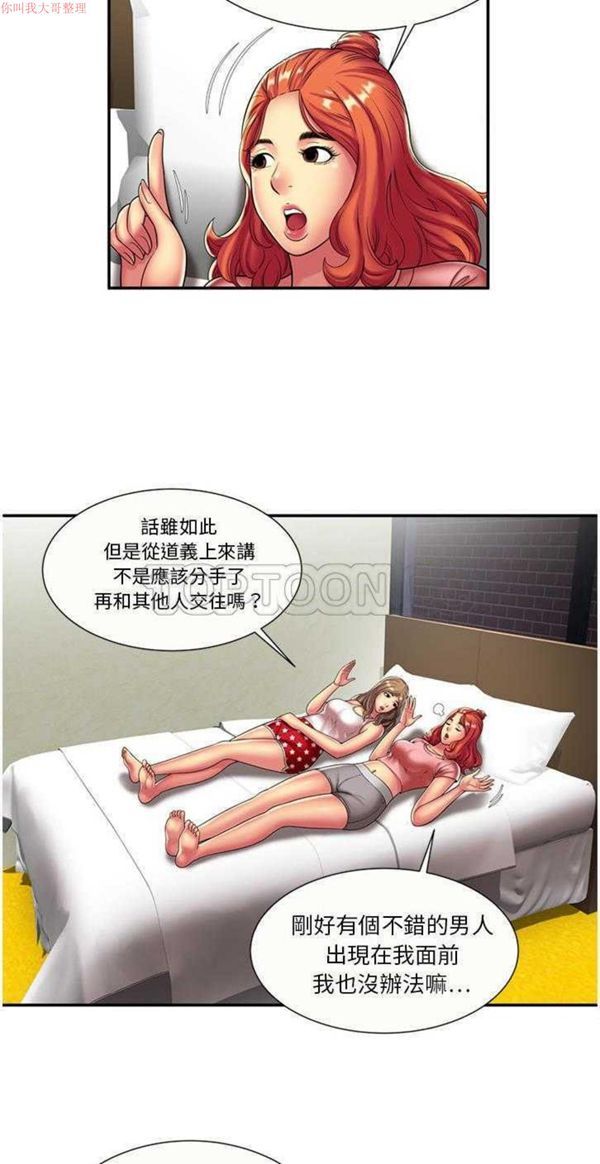 你叫我大哥整理
話雖如此
但是從道義上來講
不是應該分手了
再和其他人交往嗎？
TOPTOON
剛好有個不錯的男人
出現在我面前
我也沒辦法嘛...